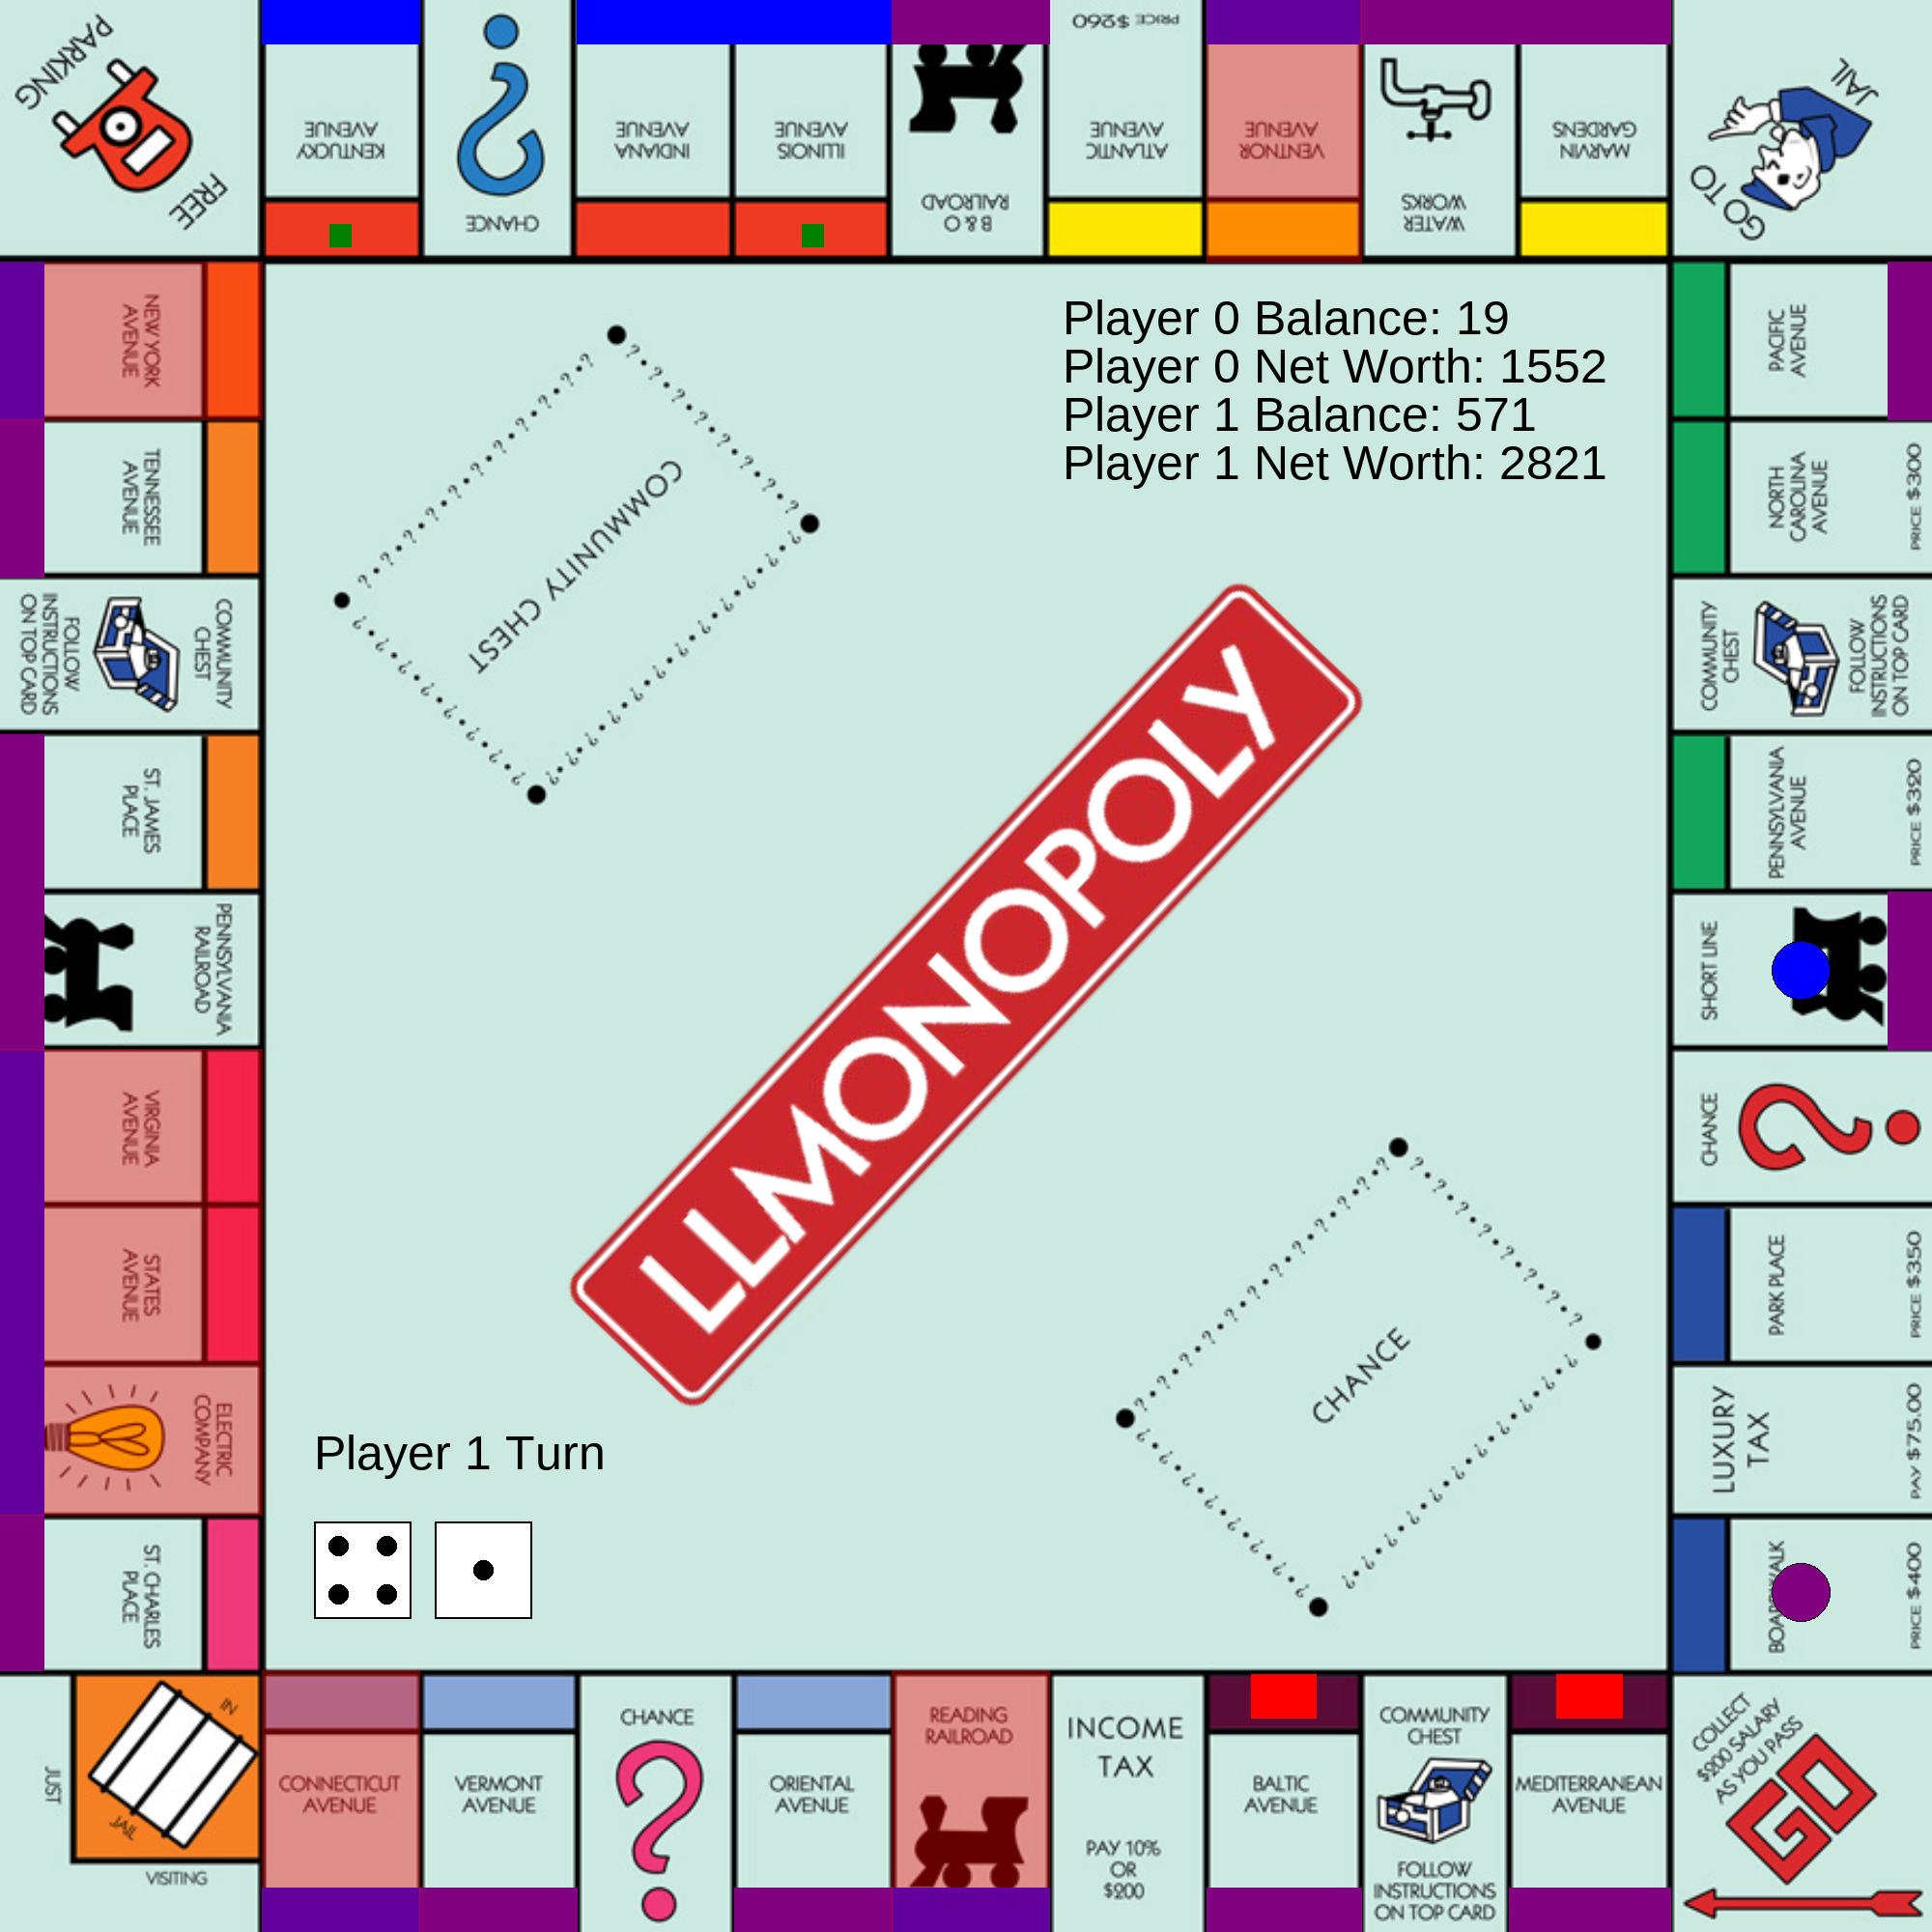 FREE
PARKING
KENTUCKY
AVENUE
CHANCE
INDIANA
AVENUE
ILLINOIS
AVENUE
B & O
RAILROAD
ATLANTIC
AVENUE
PRICE $260
VENTNOR
AVENUE
WATER
WORKS
MARVIN
GARDENS
GO TO
JAIL
NEW YORK
AVENUE
TENNESSEE
AVENUE
COMMUNITY
CHEST
FOLLOW
INSTRUCTIONS
ON TOP CARD
ST. JAMES
PLACE
PENNSYLVANIA
RAILROAD
VIRGINIA
AVENUE
STATES
AVENUE
ELECTRIC
COMPANY
ST. CHARLES
PLACE
Player 0 Balance: 19
Player 0 Net Worth: 1552
Player 1 Balance: 571
Player 1 Net Worth: 2821
COMMUNITY CHEST
LLMONOPOLY
CHANCE
Player 1 Turn
PACIFIC
AVENUE
NORTH
CAROLINA
AVENUE
PRICE $300
COMMUNITY
CHEST
FOLLOW
INSTRUCTIONS
ON TOP CARD
PENNSYLVANIA
AVENUE
PRICE $320
SHORT LINE
CHANCE
PARK PLACE
PRICE $350
LUXURY
TAX
PAY $75.00
BOARDWALK
PRICE $400
JUST
VISITING
IN
JAIL
CONNECTICUT
AVENUE
VERMONT
AVENUE
CHANCE
ORIENTAL
AVENUE
READING
RAILROAD
INCOME
TAX
PAY 10%
OR
$200
BALTIC
AVENUE
COMMUNITY
CHEST
FOLLOW
INSTRUCTIONS
ON TOP CARD
MEDITERRANEAN
AVENUE
COLLECT
$200 SALARY
AS YOU PASS
GO